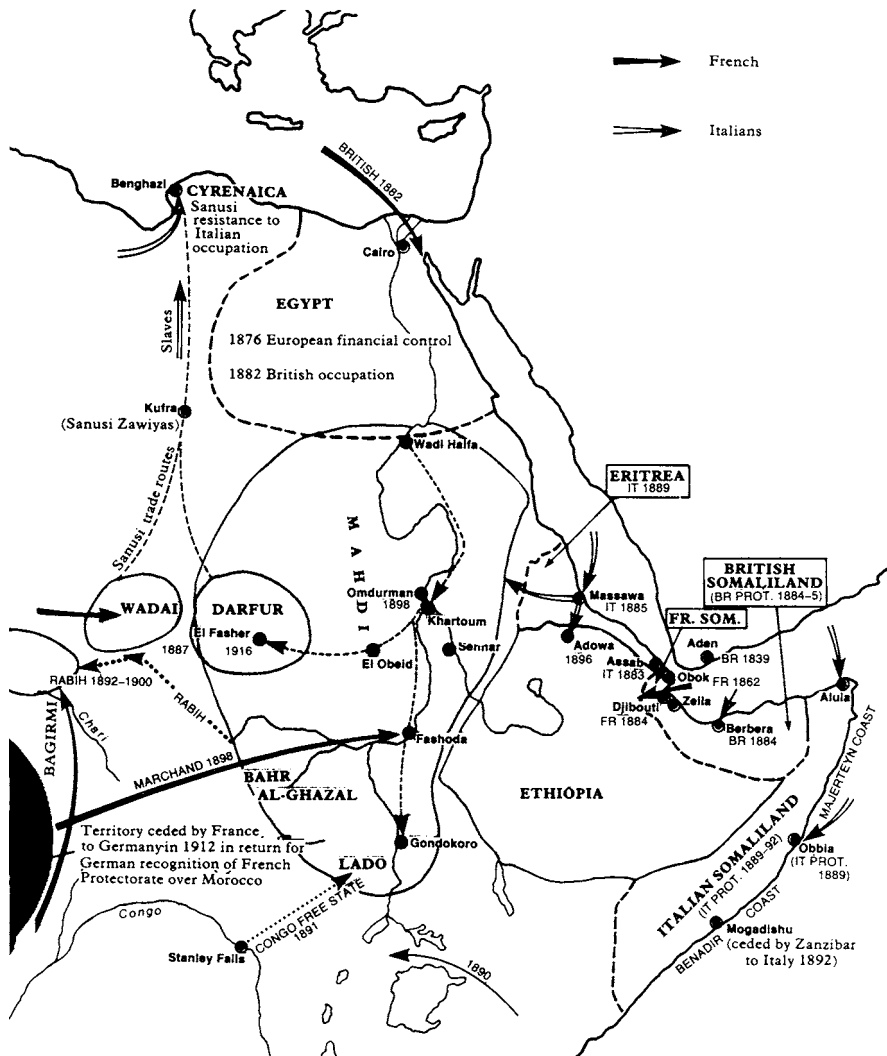 French
Italians
BRITISH 1882
Benghazi
CYRENAICA
Sanusi
resistance to
Italian
occupation
Cairo
EGYPT
1876 European financial control
1882 British occupation
Slaves
Kufra
(Sanusi Zawiyas)
Sanusi trade routes
Wadi Halfa
MAHDI
ERITREA
IT 1889
BRITISH
SOMALILAND
(BR PROT. 1884–5)
WADAI
DARFUR
El Fasher
1916
1887
Omdurman
1898
Khartoum
El Obeid
Sennar
Massawa
IT 1885
Adowa
1896
FR. SOM.
Assab
IT 1883
Aden
BR 1839
Obok
FR 1862
Djibouti
FR 1884
Zeila
Berbera
BR 1884
Alula
RABIH 1892–1900
RABIH
BAGIRMI
Chari
MARCHAND 1898
Fashoda
BAHR
AL-GHAZAL
ETHIOPIA
MAJERTEYN COAST
Territory ceded by France
to Germanyin 1912 in return for
German recognition of French
Protectorate over Morocco
LADO
Gondokoro
ITALIAN SOMALILAND
(IT PROT. 1889–92)
Obbia
(IT PROT.
1889)
BENADIR COAST
Mogadishu
(ceded by Zanzibar
to Italy 1892)
Congo
CONGO FREE STATE
1891
Stanley Falls
1890